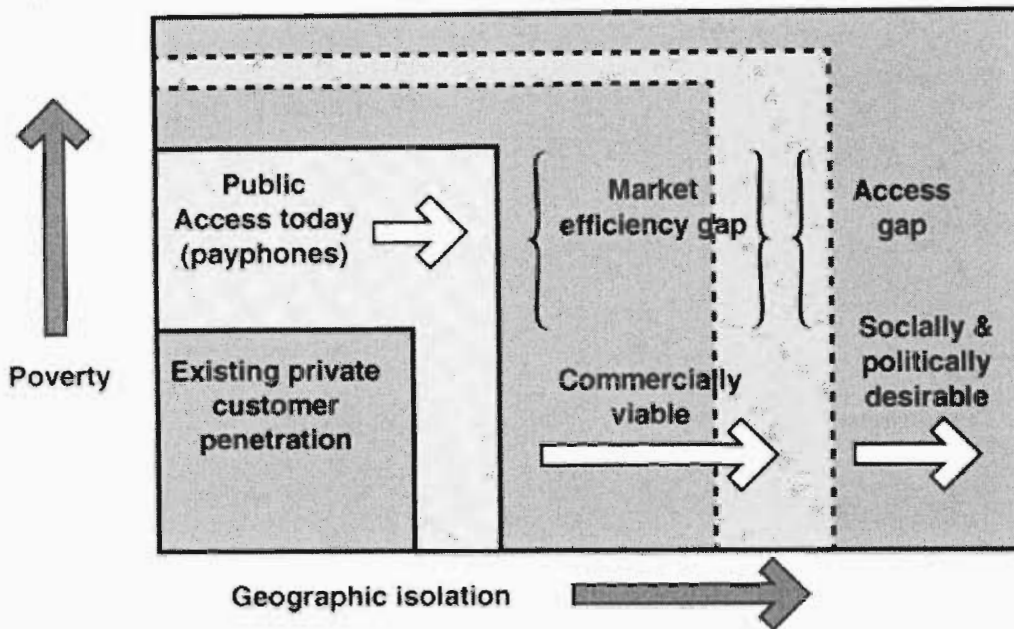 Public
Access today
(payphones)
Market
efficiency gap
Access
gap
Poverty
Existing private
customer
penetration
Commercially
viable
Socially &
politically
desirable
Geographic isolation